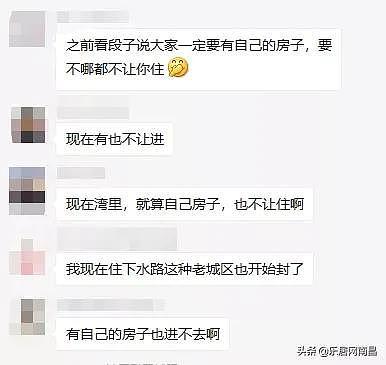 之前看段子说大家一定要有自己的房子，要
不哪都不让你住🤣
现在有也不让进
现在湾里，就算自己房子，也不让住啊
我现在住下水路这种老城区也开始封了
有自己的房子也进不去啊
头条 @乐居网南昌